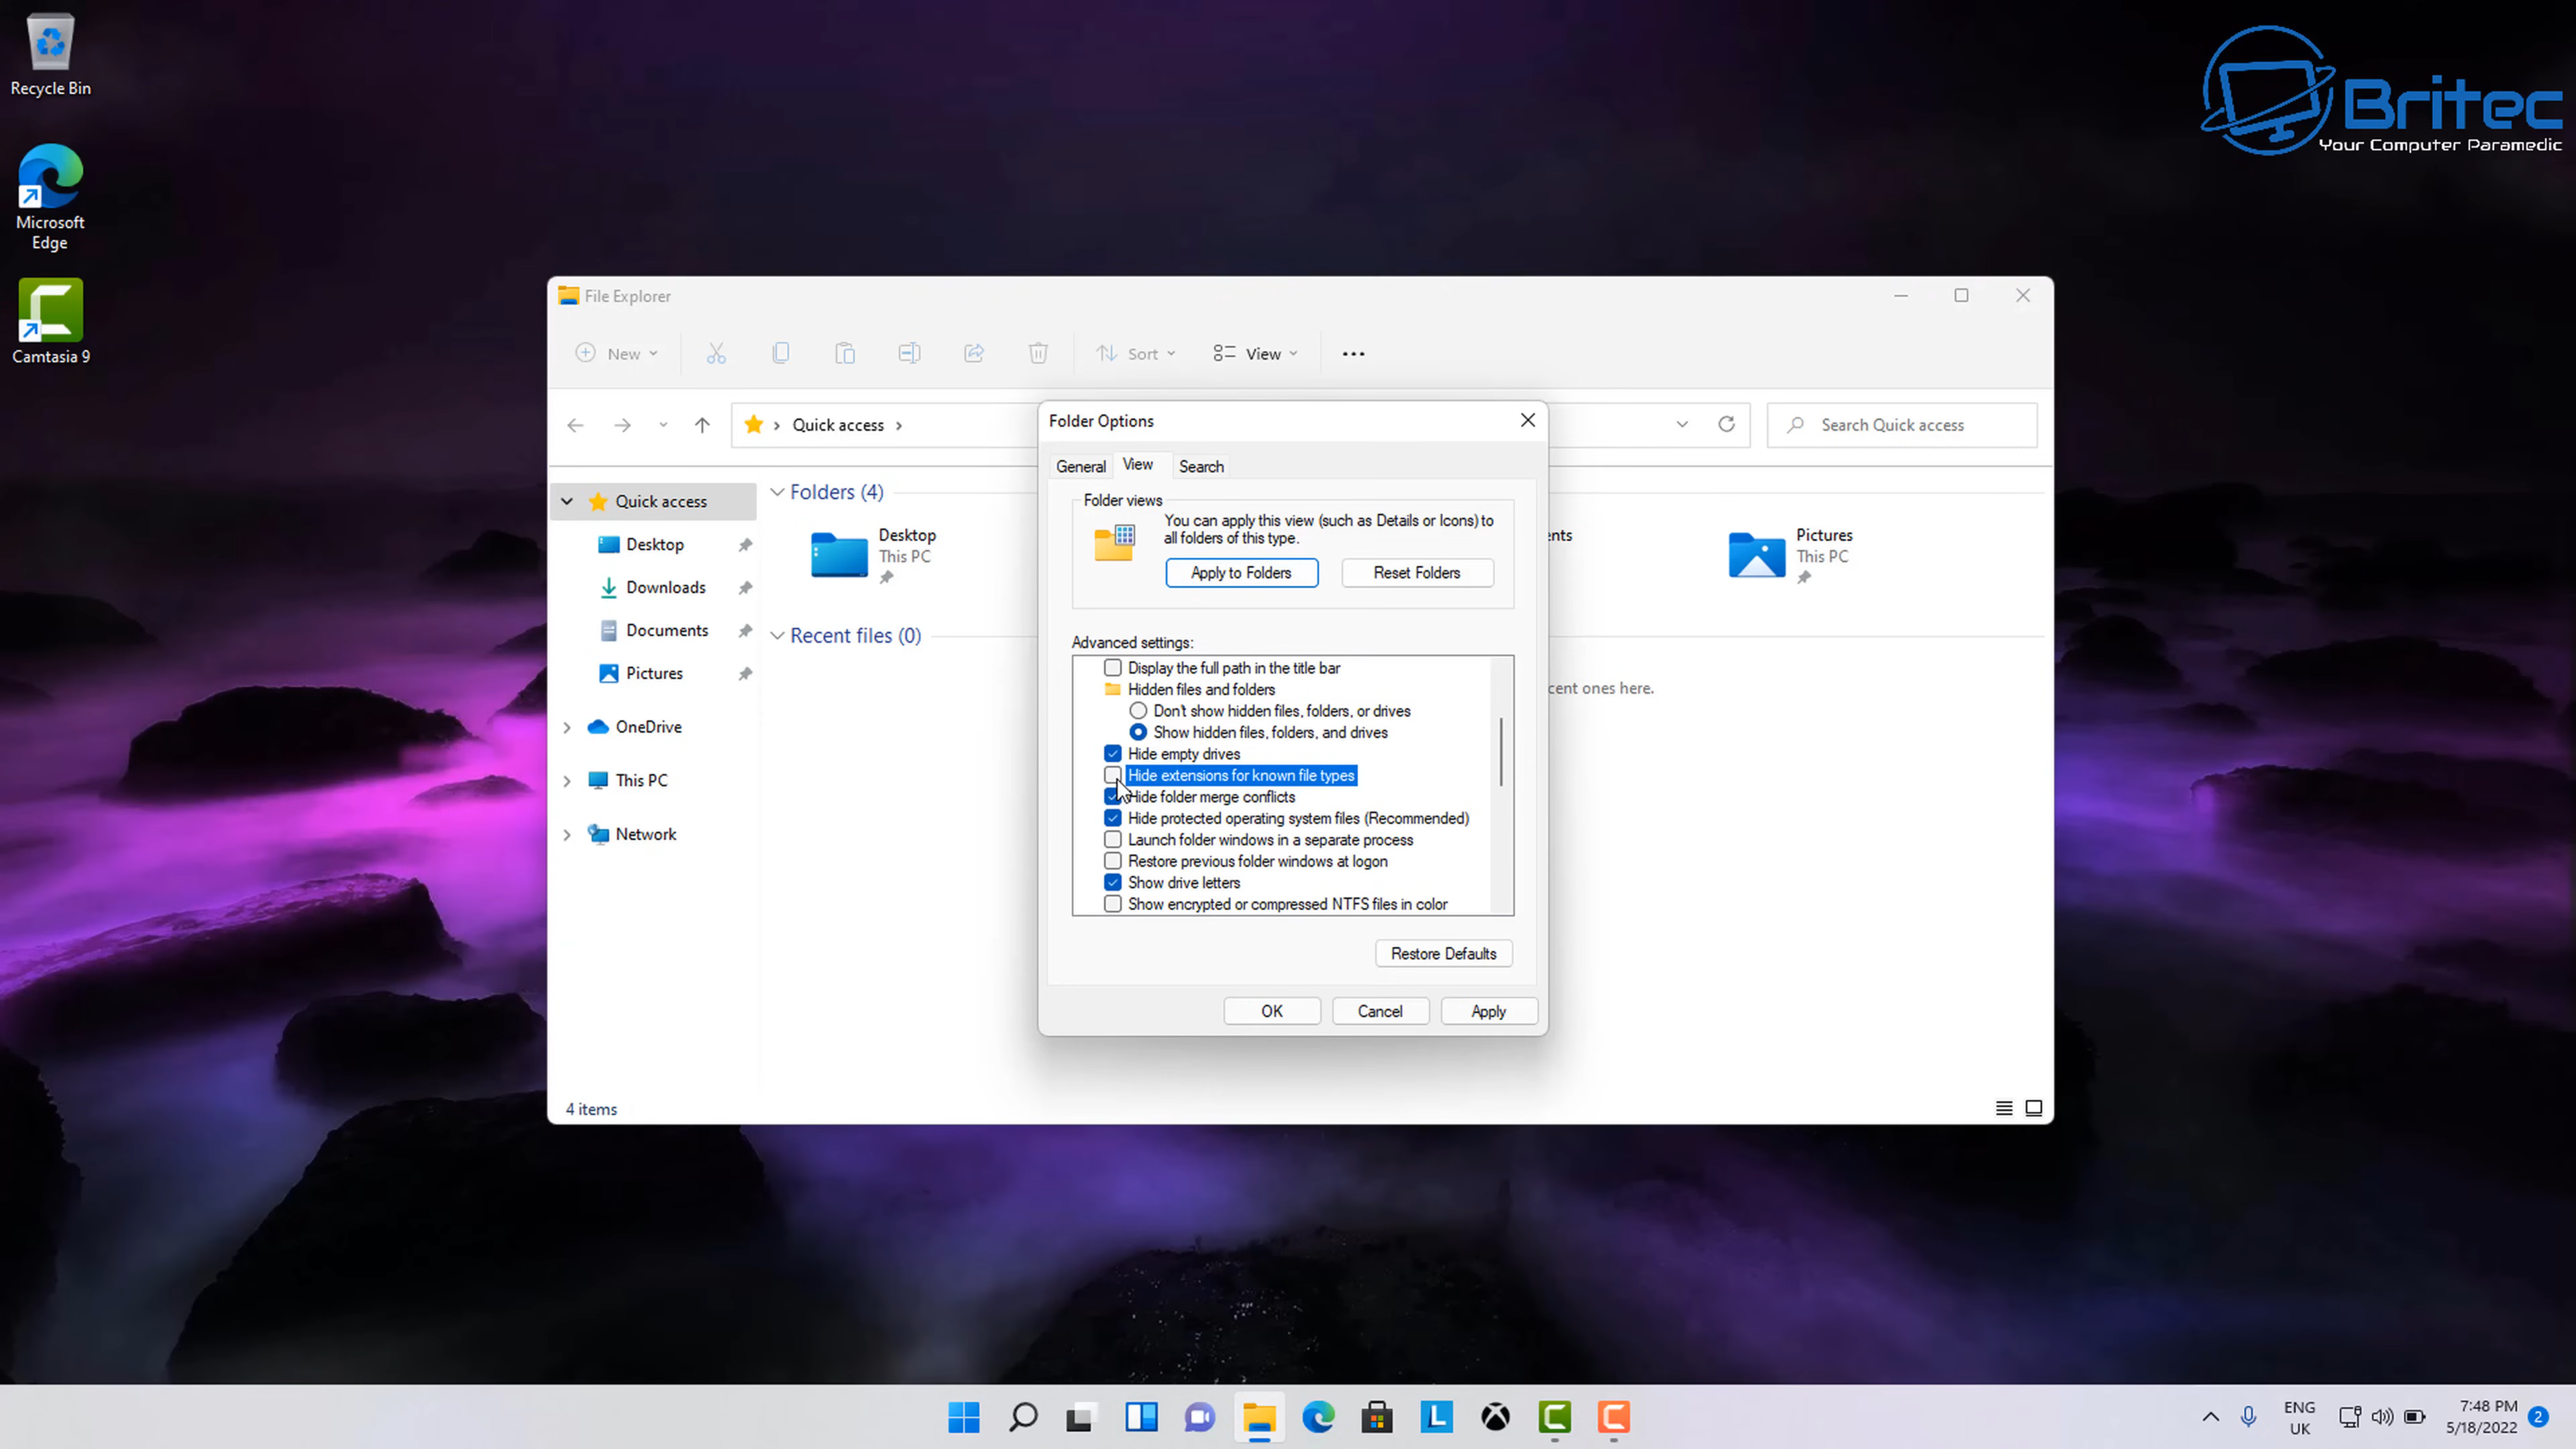 Recycle Bin
Microsoft
Edge
Camtasia 9
Britec
Your Computer Paramedic
File Explorer
New
Sort
View
Quick access
Search Quick access
Quick access
Desktop
Downloads
Documents
Pictures
OneDrive
This PC
Network
Folders (4)
Desktop
This PC
ents
Pictures
This PC
Recent files (0)
cent ones here.
4 items
Folder Options
General
View
Search
Folder views
You can apply this view (such as Details or Icons) to
all folders of this type.
Apply to Folders
Reset Folders
Advanced settings:
Display the full path in the title bar
Hidden files and folders
Don't show hidden files, folders, or drives
Show hidden files, folders, and drives
Hide empty drives
Hide extensions for known file types
Hide folder merge conflicts
Hide protected operating system files (Recommended)
Launch folder windows in a separate process
Restore previous folder windows at logon
Show drive letters
Show encrypted or compressed NTFS files in color
Restore Defaults
OK
Cancel
Apply
ENG
UK
7:48 PM
5/18/2022
2